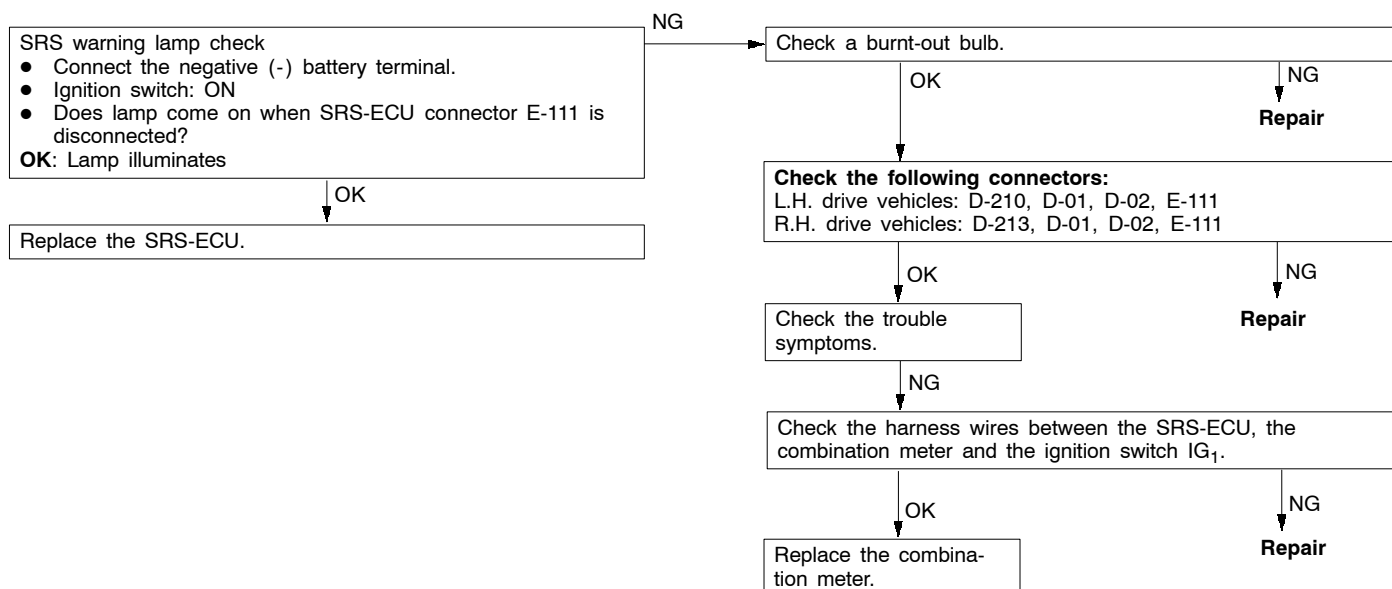 SRS warning lamp check
● Connect the negative (-) battery terminal.
● Ignition switch: ON
● Does lamp come on when SRS-ECU connector E-111 is
disconnected?
OK: Lamp illuminates
OK
Replace the SRS-ECU.
NG
Check a burnt-out bulb.
OK
NG
Repair
Check the following connectors:
L.H. drive vehicles: D-210, D-01, D-02, E-111
R.H. drive vehicles: D-213, D-01, D-02, E-111
OK
NG
Repair
Check the trouble
symptoms.
NG
Check the harness wires between the SRS-ECU, the
combination meter and the ignition switch IG1.
OK
NG
Repair
Replace the combina-
tion meter.